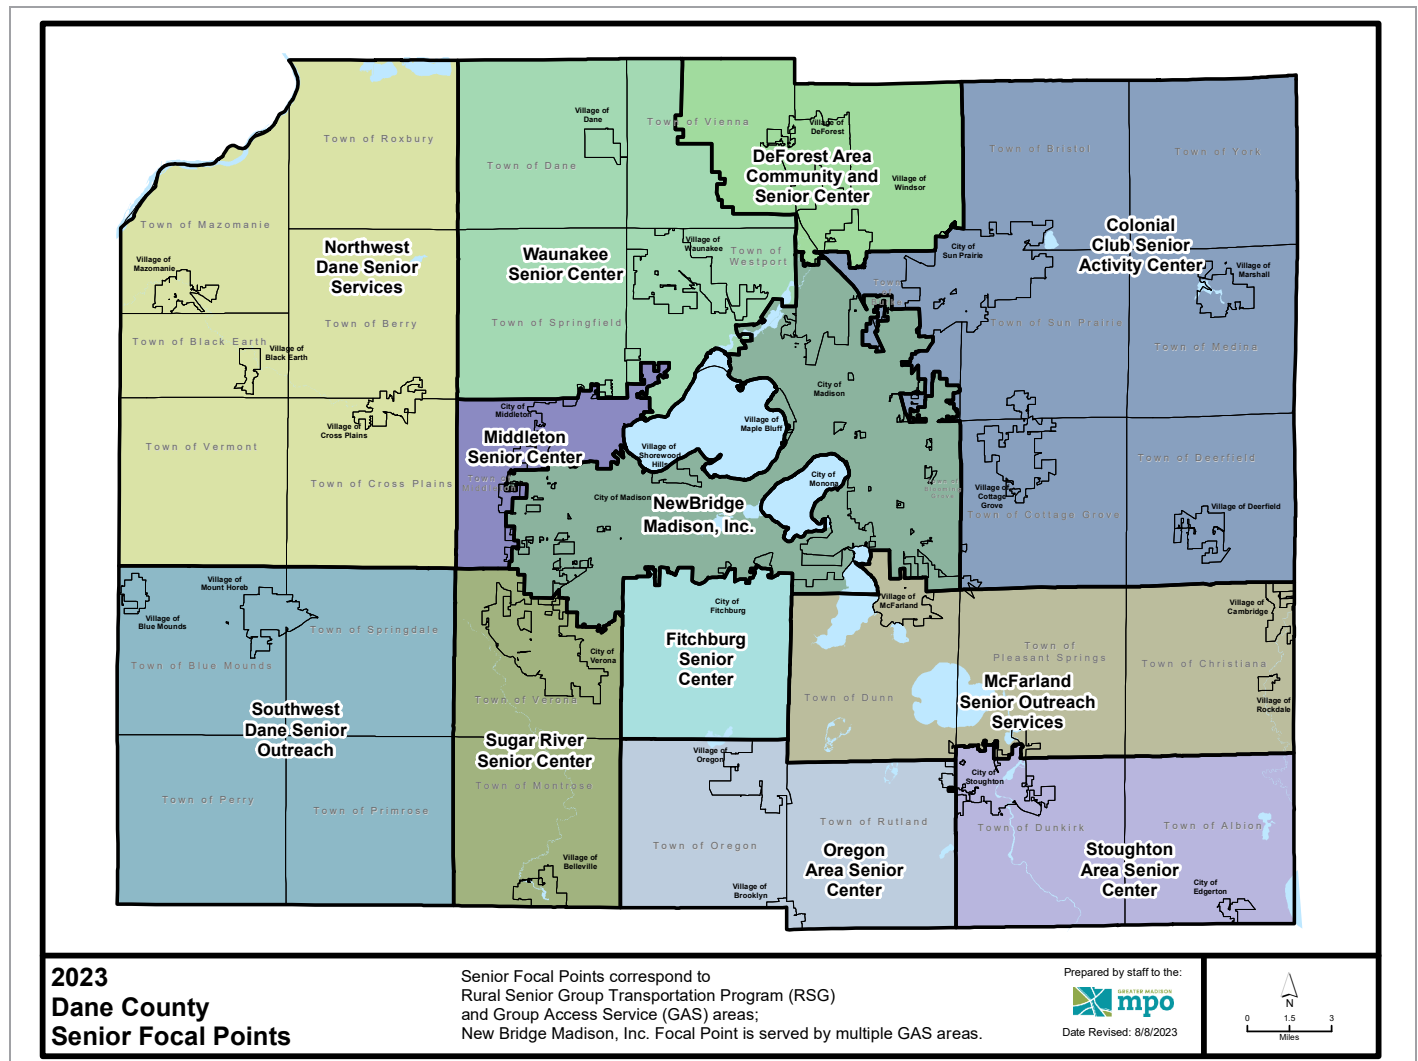 Village of
Dane
Town of Vienna
Village of
DeForest
Town of Roxbury
Town of Dane
DeForest Area
Community and
Senior Center
Village of
Windsor
Town of Bristol
Town of York
Town of Mazomanie
Northwest
Dane Senior
Services
Waunakee
Senior Center
Village of
Waunakee
Town of
Westport
City of
Sun Prairie
Colonial
Club Senior
Activity Center
Village of
Mazomanie
Village of
Marshall
Town
Town of Berry
Town of Springfield
Town of Sun Prairie
Town of Black Earth
Village of
Black Earth
Town of Medina
City of
Madison
City of
Middleton
Village of
Maple Bluff
Village of
Cross Plains
Middleton
Senior Center
Town of Vermont
Village of
Shorewood
Hills
Town of Deerfield
Town of Cross Plains
Town of
Middleton
City of
Monona
Town of
Blooming
Grove
Village of
Cottage
Grove
City of Madison
NewBridge
Madison, Inc.
Town of Cottage Grove
Village of Deerfield
Village of
Mount Horeb
Village of
Blue Mounds
City of
Fitchburg
Village of
McFarland
Village of
Cambridge
Town of Springdale
Town of Blue Mounds
City of
Verona
Fitchburg
Senior
Center
Town of
Pleasant Springs
Town of Christiana
Southwest
Dane Senior
Outreach
Town of Verona
Town of Dunn
McFarland
Senior Outreach
Services
Village of
Rockdale
Sugar River
Senior Center
Village of
Oregon
City of
Stoughton
Town of Montrose
Town of Perry
Town of Primrose
Town of Rutland
Town of Dunkirk
Town of Albion
Town of Oregon
Oregon
Area Senior
Center
Stoughton
Area Senior
Center
Village of
Belleville
Village of
Brooklyn
City of
Edgerton
2023
Dane County
Senior Focal Points
Senior Focal Points correspond to
Rural Senior Group Transportation Program (RSG)
and Group Access Service (GAS) areas;
New Bridge Madison, Inc. Focal Point is served by multiple GAS areas.
Prepared by staff to the:
GREATER MADISON
mpo
Date Revised: 8/8/2023
N
0 1.5 3
Miles